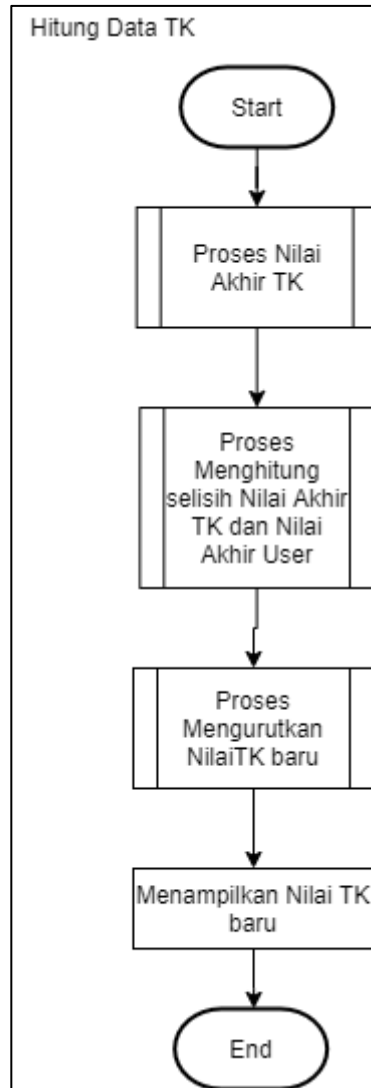 Hitung Data TK
Start
Proses Nilai
Akhir TK
Proses
Menghitung
selisih Nilai Akhir
TK dan Nilai
Akhir User
Proses
Mengurutkan
NilaiTK baru
Menampilkan Nilai TK
baru
End